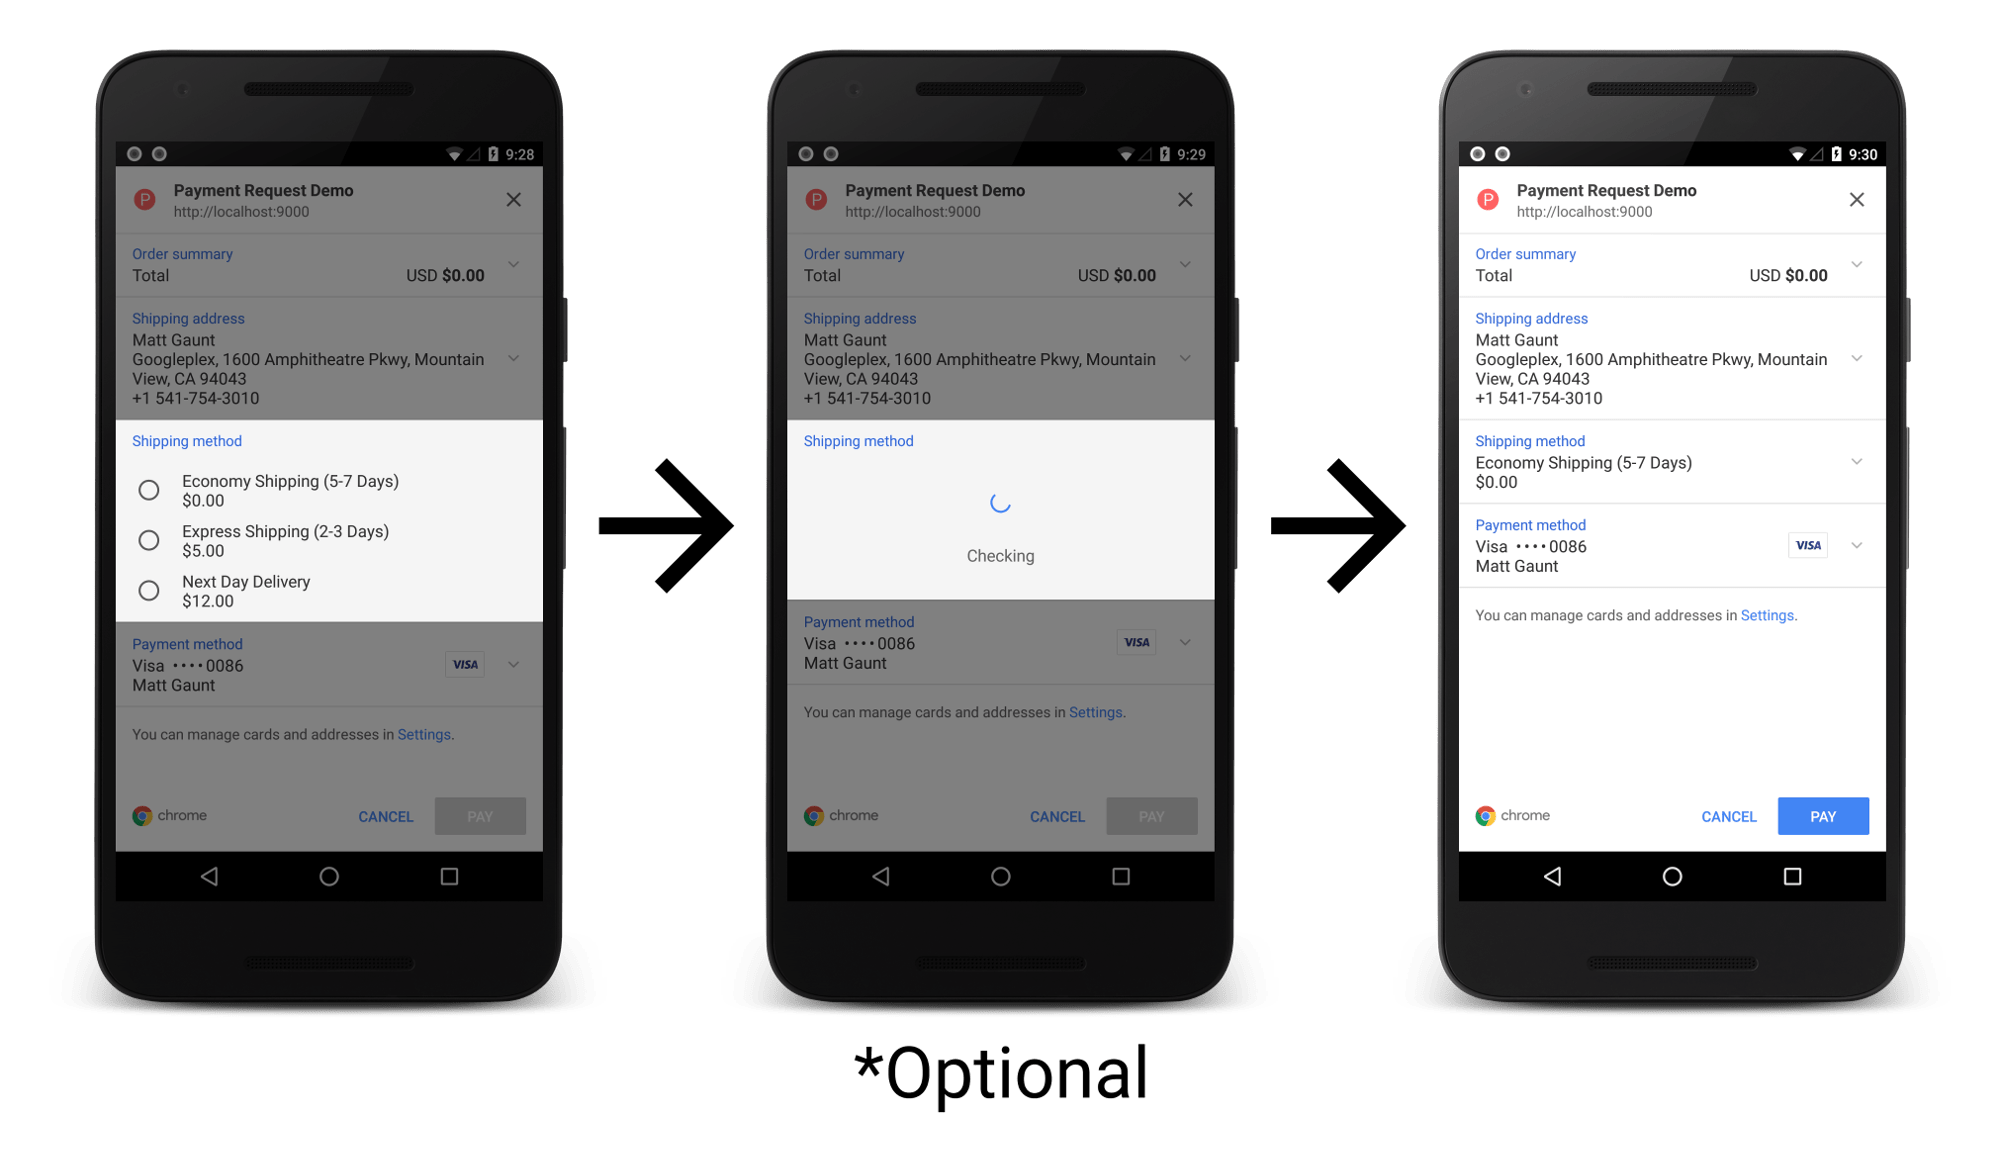 9:28
P
Payment Request Demo
http://localhost:9000
Order summary
Total USD $0.00
Shipping address
Matt Gaunt
Googleplex, 1600 Amphitheatre Pkwy, Mountain
View, CA 94043
+1 541-754-3010
Shipping method
Economy Shipping (5-7 Days)
$0.00
Express Shipping (2-3 Days)
$5.00
Next Day Delivery
$12.00
Payment method
Visa ••••0086 VISA
Matt Gaunt
You can manage cards and addresses in Settings.
chrome CANCEL PAY
9:29
P
Payment Request Demo
http://localhost:9000
Order summary
Total USD $0.00
Shipping address
Matt Gaunt
Googleplex, 1600 Amphitheatre Pkwy, Mountain
View, CA 94043
+1 541-754-3010
Shipping method
Checking
Payment method
Visa ••••0086 VISA
Matt Gaunt
You can manage cards and addresses in Settings.
chrome CANCEL PAY
*Optional
9:30
P
Payment Request Demo
http://localhost:9000
Order summary
Total USD $0.00
Shipping address
Matt Gaunt
Googleplex, 1600 Amphitheatre Pkwy, Mountain
View, CA 94043
+1 541-754-3010
Shipping method
Economy Shipping (5-7 Days)
$0.00
Payment method
Visa ••••0086 VISA
Matt Gaunt
You can manage cards and addresses in Settings.
chrome CANCEL PAY